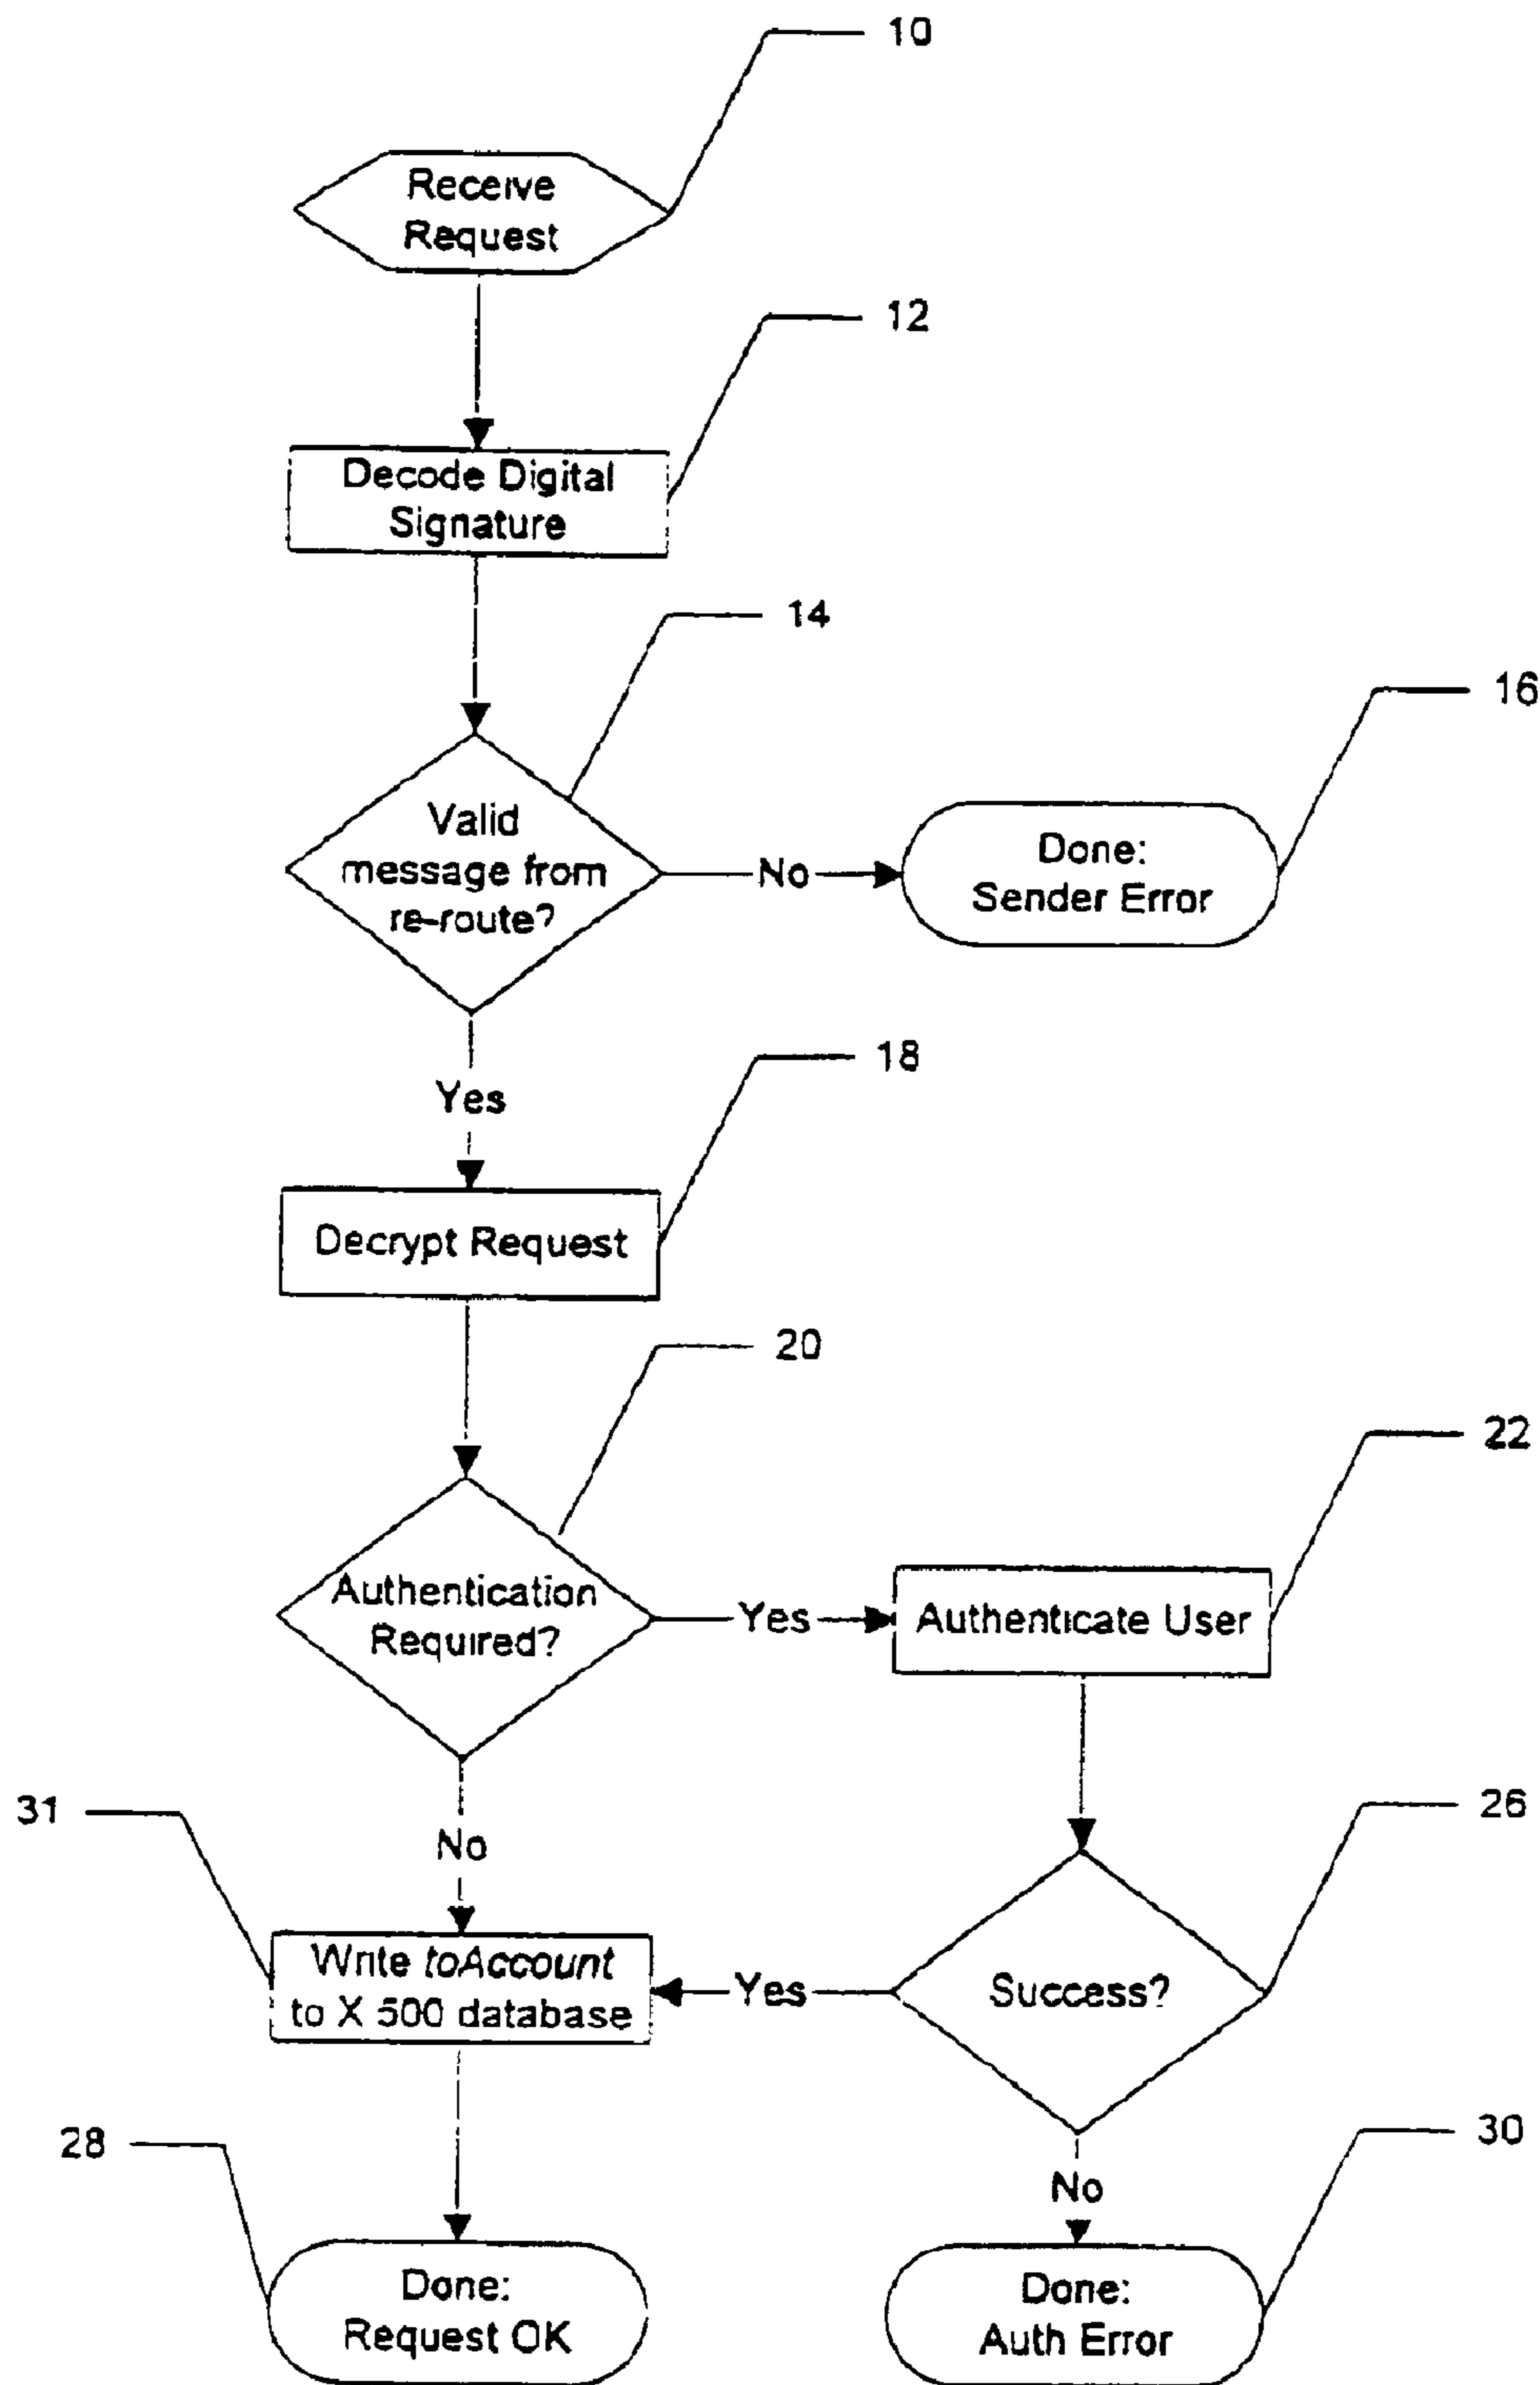 10
Receive
Request
12
Decode Digital
Signature
14
16
Valid
message from
re-route?
No
Done:
Sender Error
18
Yes
Decrypt Request
20
22
Authentication
Required?
Yes
Authenticate User
31
26
No
Write toAccount
to X 500 database
Yes
Success?
28
30
No
Done:
Request OK
Done:
Auth Error